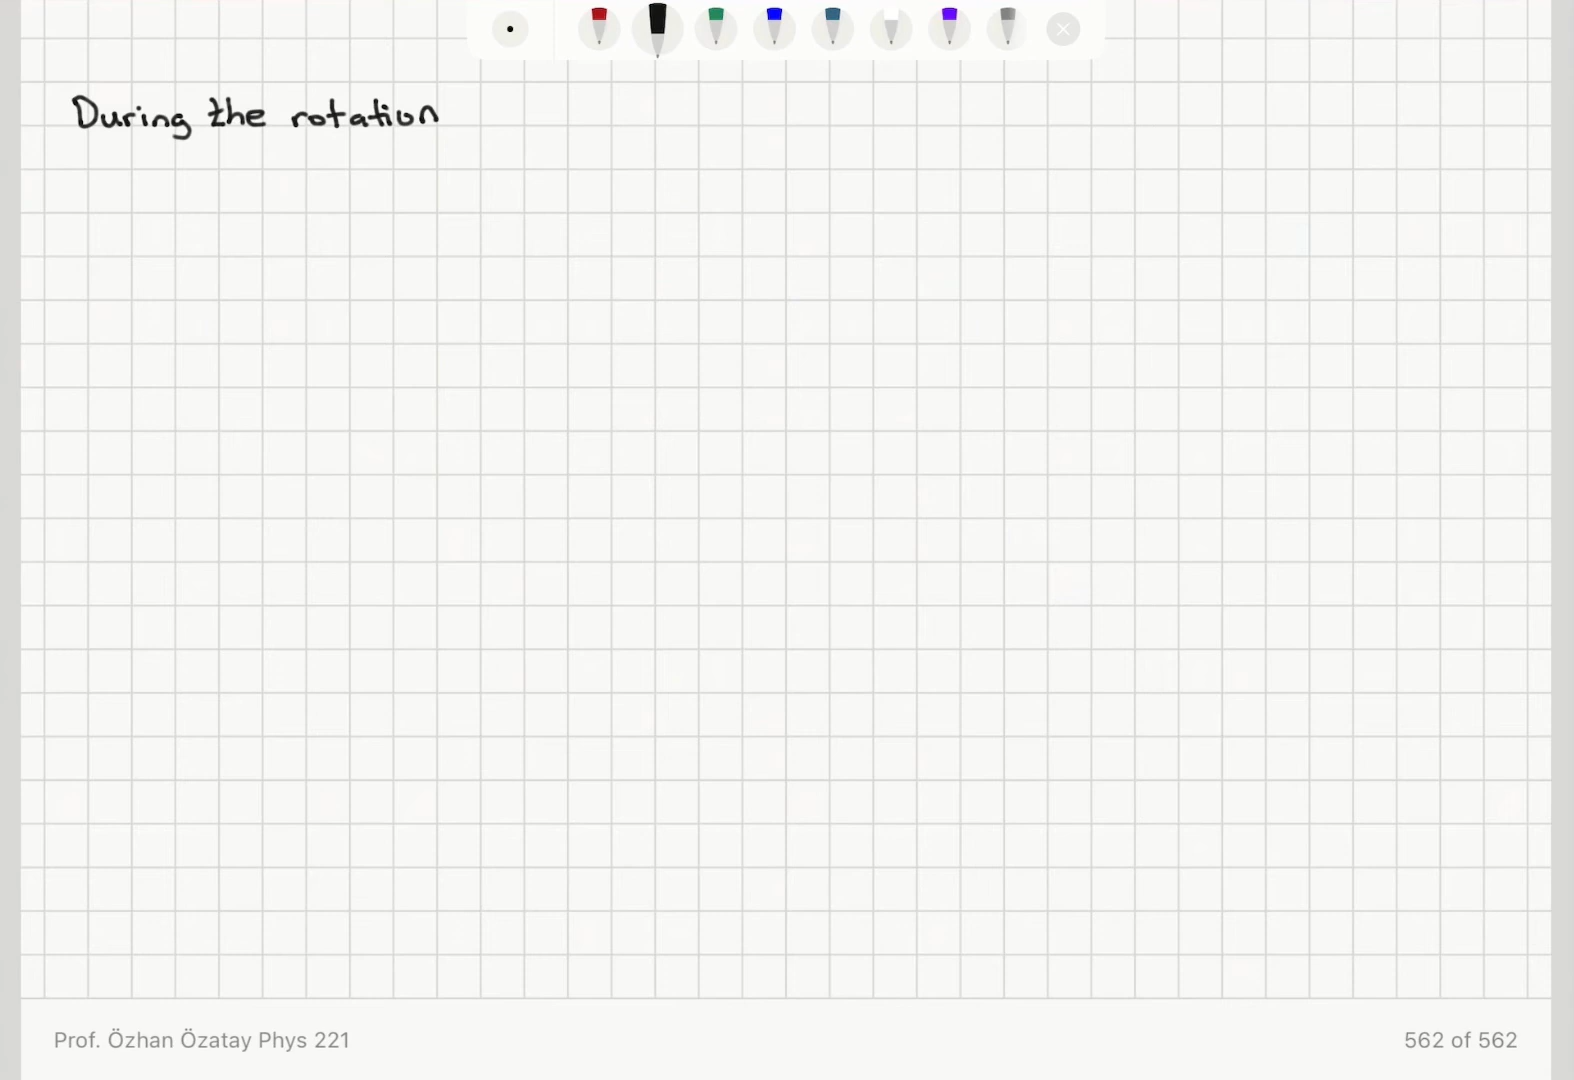 During the rotation
Prof. Özhan Özatay Phys 221
562 of 562